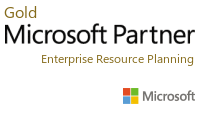 Gold
Microsoft Partner
Enterprise Resource Planning
Microsoft